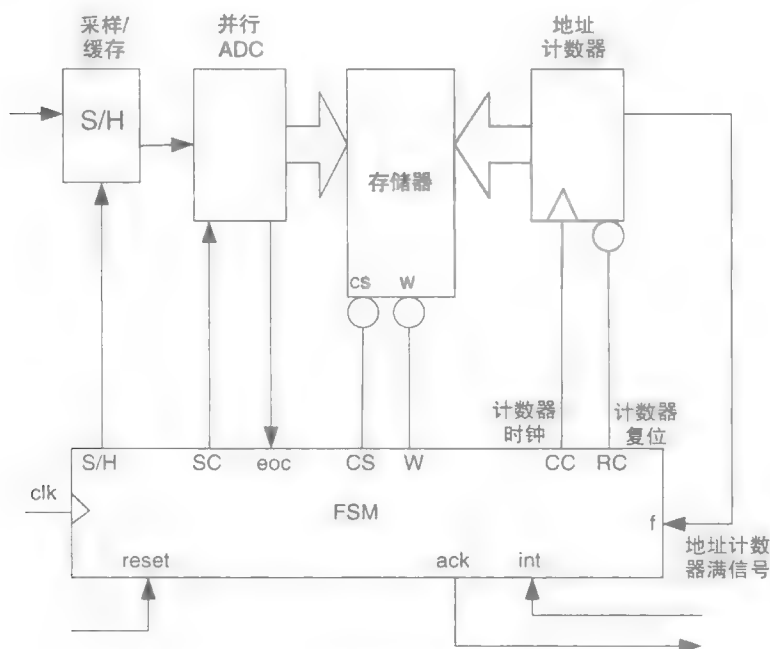 采样/
缓存
并行
ADC
地址
计数器
S/H
存储器
cs
w
计数器
时钟
计数器
复位
S/H
SC
eoc
CS
W
CC
RC
clk
FSM
f
reset
ack
int
地址计数
器满信号